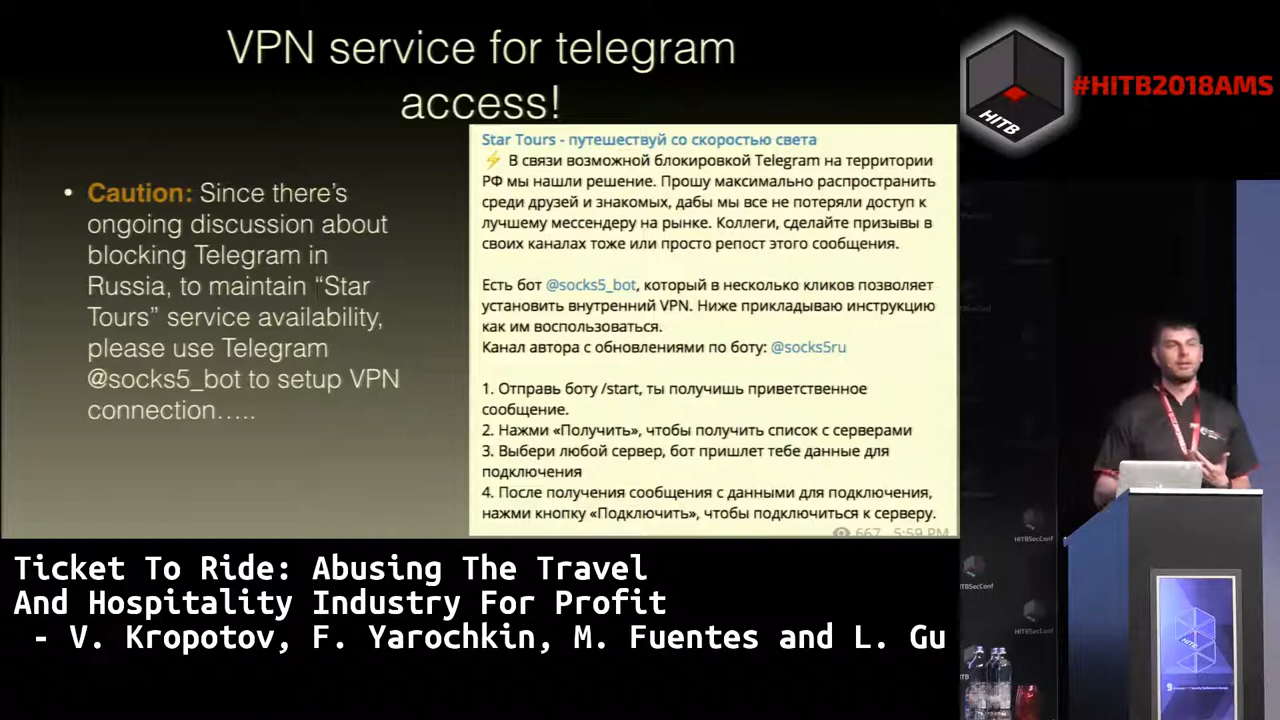 VPN service for telegram
access!
• Caution: Since there's
ongoing discussion about
blocking Telegram in
Russia, to maintain “Star
Tours” service availability,
please use Telegram
@socks5_bot to setup VPN
connection…..
Star Tours - путешествуй со скоростью света
⚡ В связи возможной блокировкой Telegram на территории
РФ мы нашли решение. Прошу максимально распространить
среди друзей и знакомых, дабы мы все не потеряли доступ к
лучшему мессендеру на рынке. Коллеги, сделайте призывы в
своих каналах тоже или просто репост этого сообщения.
Есть бот @socks5_bot, который в несколько кликов позволяет
установить внутренний VPN. Ниже прикладываю инструкцию
как им воспользоваться.
Канал автора с обновлениями по боту: @socks5ru
1. Отправь боту /start, ты получишь приветственное
сообщение.
2. Нажми «Получить», чтобы получить список с серверами
3. Выбери любой сервер, бот пришлет тебе данные для
подключения
4. После получения сообщения с данными для подключения,
нажми кнопку «Подключить», чтобы подключиться к серверу.
667 5:59 PM
HITB
#HITB2018AMS
HITBSecConf
HITBSecConf
HITBSecConf
HITB
Ticket To Ride: Abusing The Travel
And Hospitality Industry For Profit
- V. Kropotov, F. Yarochkin, M. Fuentes and L. Gu